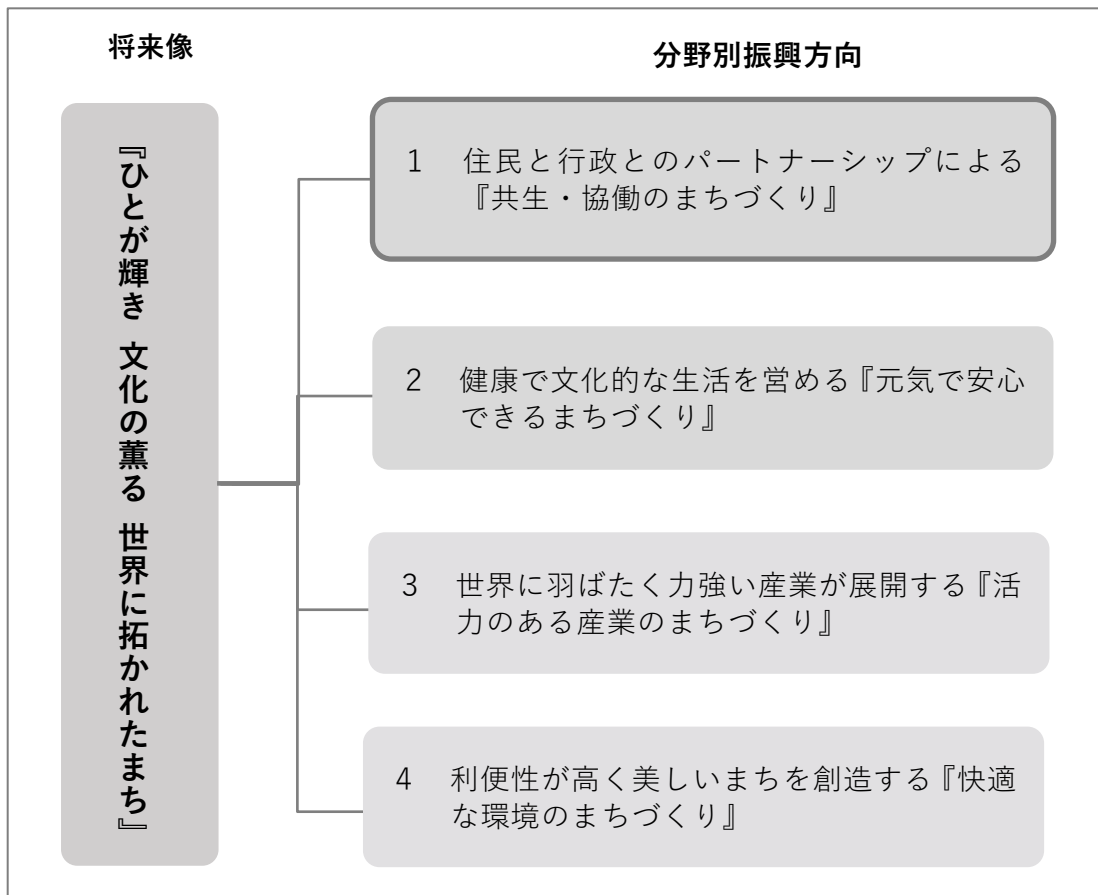 将来像
分野別振興方向
『ひとが輝き 文化の薫る 世界に拓かれたまち』
1 住民と行政とのパートナーシップによる
『共生・協働のまちづくり』
2 健康で文化的な生活を営める『元気で安心
できるまちづくり』
3 世界に羽ばたく力強い産業が展開する『活
力のある産業のまちづくり』
4 利便性が高く美しいまちを創造する『快適
な環境のまちづくり』